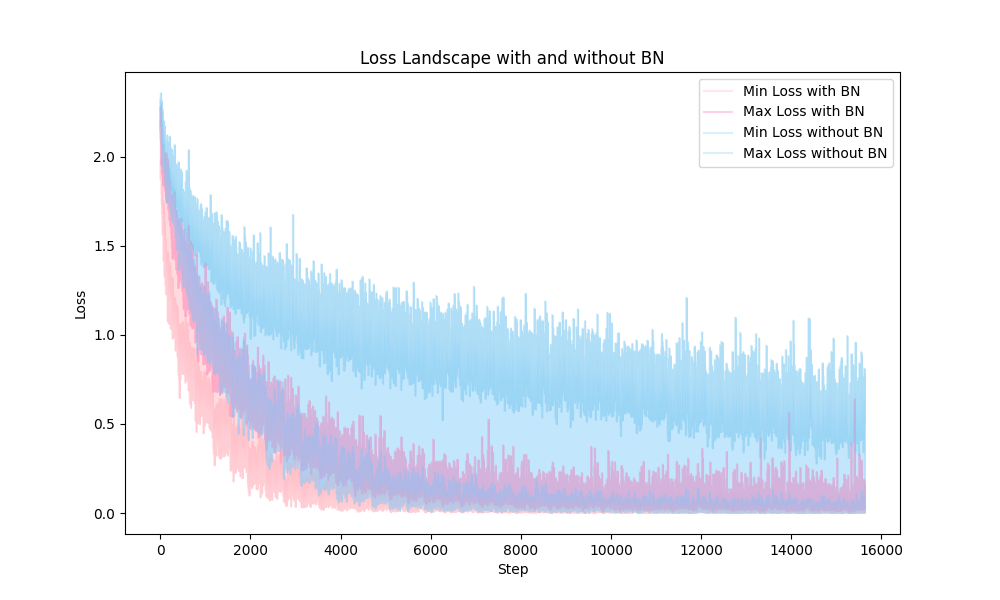 Loss Landscape with and without BN
Min Loss with BN
Max Loss with BN
Min Loss without BN
Max Loss without BN
Loss
2.0
1.5
1.0
0.5
0.0
0
2000
4000
6000
8000
10000
12000
14000
16000
Step